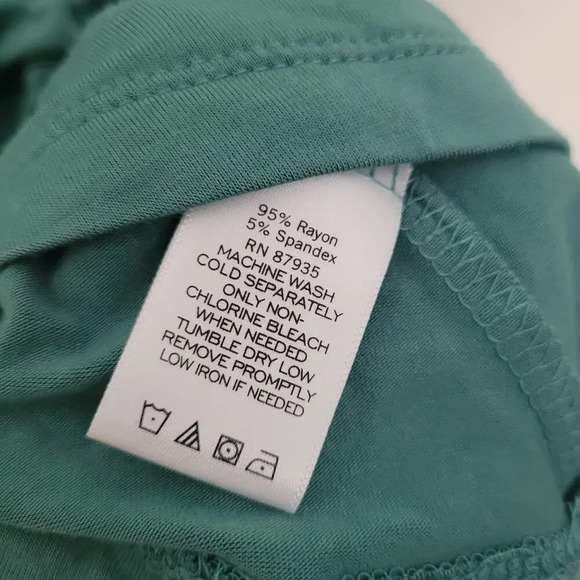 95% Rayon
5% Spandex
RN 87935
MACHINE WASH
COLD SEPARATELY
ONLY NON-
CHLORINE BLEACH
WHEN NEEDED
TUMBLE DRY LOW
REMOVE PROMPTLY
LOW IRON IF NEEDED